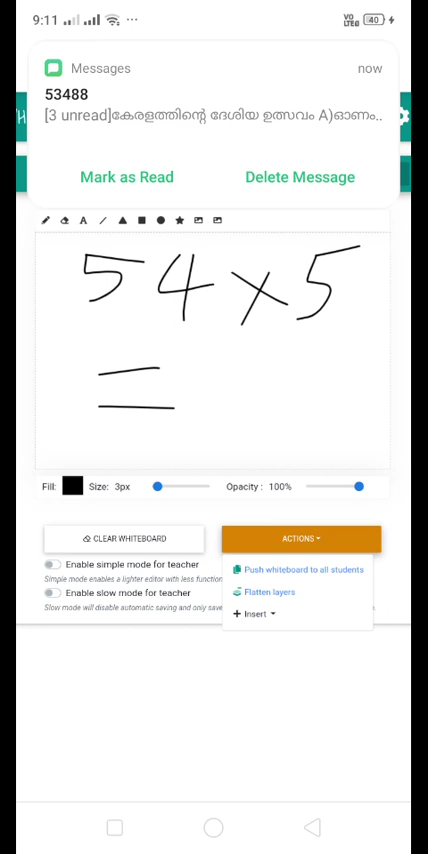 9:11 ··· VO LTE 40
Messages now
53488
[3 unread]കേരളത്തിന്റെ ദേശിയ ഉത്സവം A)ഓണം..
Mark as Read Delete Message
A
54×5
=
Fill: Size: 3px Opacity : 100%
CLEAR WHITEBOARD ACTIONS
Enable simple mode for teacher Push whiteboard to all students
Simple mode enables a lighter editor with less function
Flatten layers
Enable slow mode for teacher
Slow mode will disable automatic saving and only save
Insert